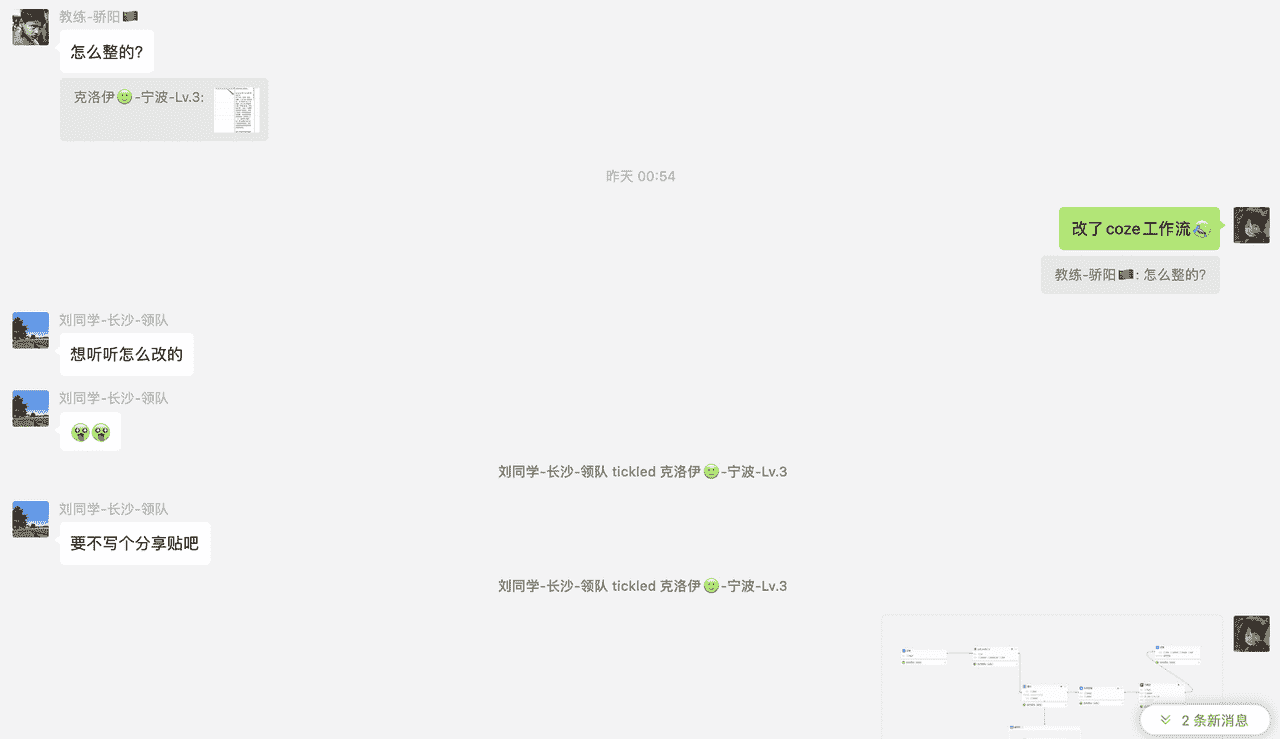 教练-骄阳
怎么整的?
克洛伊-宁波-Lv.3:
昨天 00:54
改了coze工作流
教练-骄阳: 怎么整的?
刘同学-长沙-领队
想听听怎么改的
刘同学-长沙-领队
刘同学-长沙-领队 tickled 克洛伊-宁波-Lv.3
刘同学-长沙-领队
要不写个分享贴吧
刘同学-长沙-领队 tickled 克洛伊-宁波-Lv.3
2 条新消息